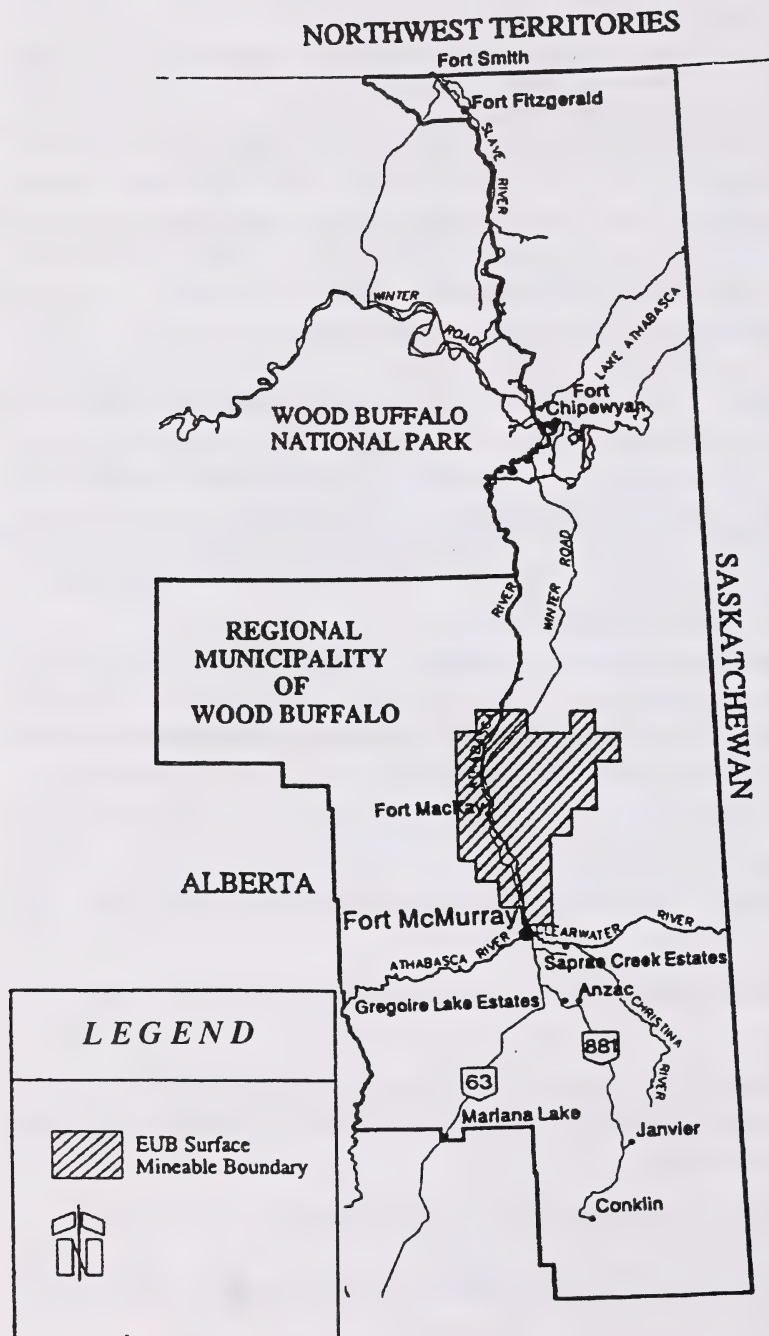 NORTHWEST TERRITORIES
Fort Smith
Fort Fitzgerald
SLAVE
RIVER
WINTER
ROAD
LAKE ATHABASCA
Fort
Chipewyan
WOOD BUFFALO
NATIONAL PARK
RIVER
WINTER ROAD
SASKATCHEWAN
REGIONAL
MUNICIPALITY
OF
WOOD BUFFALO
Fort MacKay
ALBERTA
Fort McMurray
CLEARWATER RIVER
ATHABASCA RIVER
Saprae Creek Estates
Gregoire Lake Estates
Anzac
CHRISTINA
RIVER
881
63
Mariana Lake
Janvier
Conklin
LEGEND
EUB Surface
Mineable Boundary
N